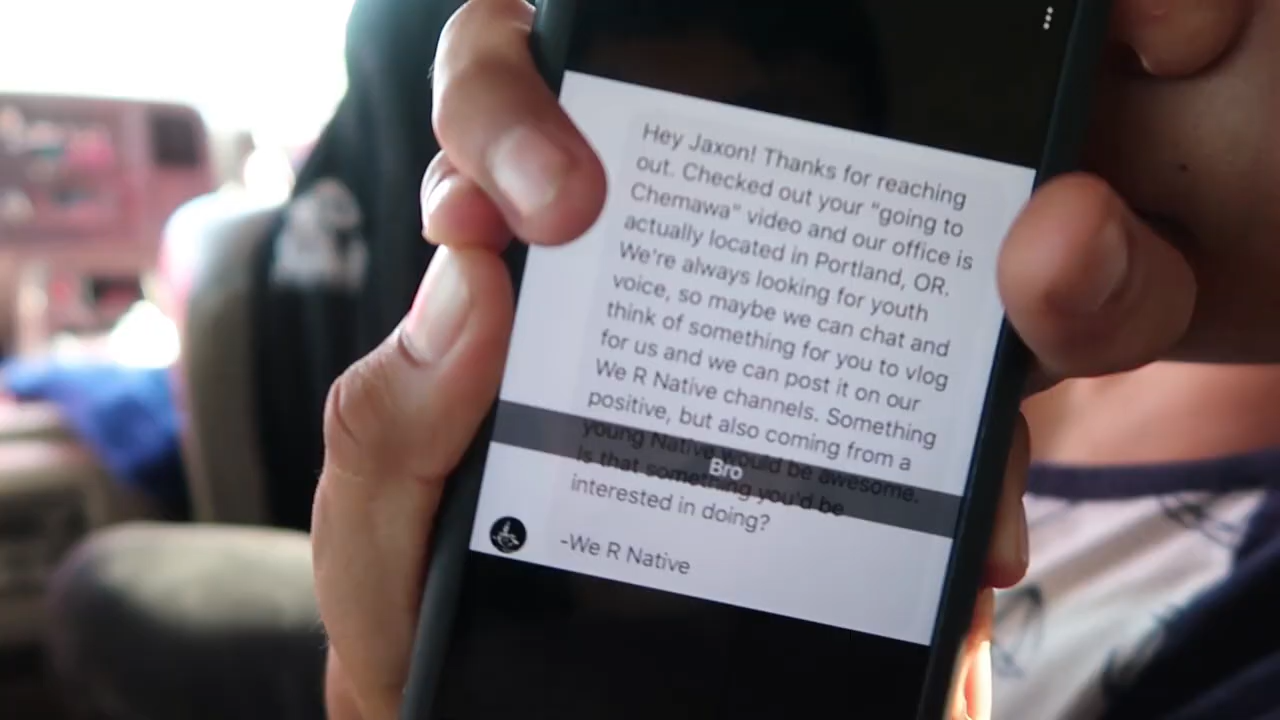 Hey Jaxon! Thanks for reaching
out. Checked out your "going to
Chemawa" video and our office is
actually located in Portland, OR.
We're always looking for youth
voice, so maybe we can chat and
think of something for you to vlog
for us and we can post it on our
We R Native channels. Something
positive, but also coming from a
young Native would be awesome.
Bro
Is that something you'd be
interested in doing?
-We R Native